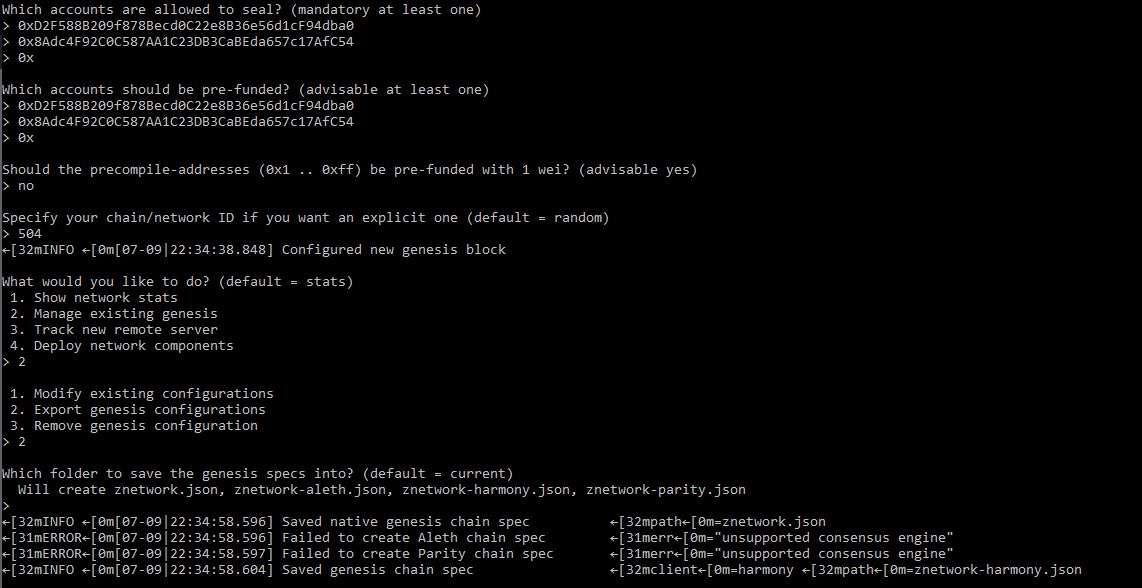 Which accounts are allowed to seal? (mandatory at least one)
> 0xD2F588B209f878Becd0C22e8B36e56d1cF94dba0
> 0x8Adc4F92C0C587AA1C23DB3CaBEda657c17AfC54
> 0x
Which accounts should be pre-funded? (advisable at least one)
> 0xD2F588B209f878Becd0C22e8B36e56d1cF94dba0
> 0x8Adc4F92C0C587AA1C23DB3CaBEda657c17AfC54
> 0x
Should the precompile-addresses (0x1 .. 0xff) be pre-funded with 1 wei? (advisable yes)
> no
Specify your chain/network ID if you want an explicit one (default = random)
> 504
←[32mINFO ←[0m[07-09|22:34:38.848] Configured new genesis block
What would you like to do? (default = stats)
1. Show network stats
2. Manage existing genesis
3. Track new remote server
4. Deploy network components
> 2
1. Modify existing configurations
2. Export genesis configurations
3. Remove genesis configuration
> 2
Which folder to save the genesis specs into? (default = current)
Will create znetwork.json, znetwork-aleth.json, znetwork-harmony.json, znetwork-parity.json
>
←[32mINFO ←[0m[07-09|22:34:58.596] Saved native genesis chain spec ←[32mpath←[0m=znetwork.json
←[31mERROR←[0m[07-09|22:34:58.596] Failed to create Aleth chain spec ←[31merr←[0m="unsupported consensus engine"
←[31mERROR←[0m[07-09|22:34:58.597] Failed to create Parity chain spec ←[31merr←[0m="unsupported consensus engine"
←[32mINFO ←[0m[07-09|22:34:58.604] Saved genesis chain spec ←[32mclient←[0m=harmony ←[32mpath←[0m=znetwork-harmony.json